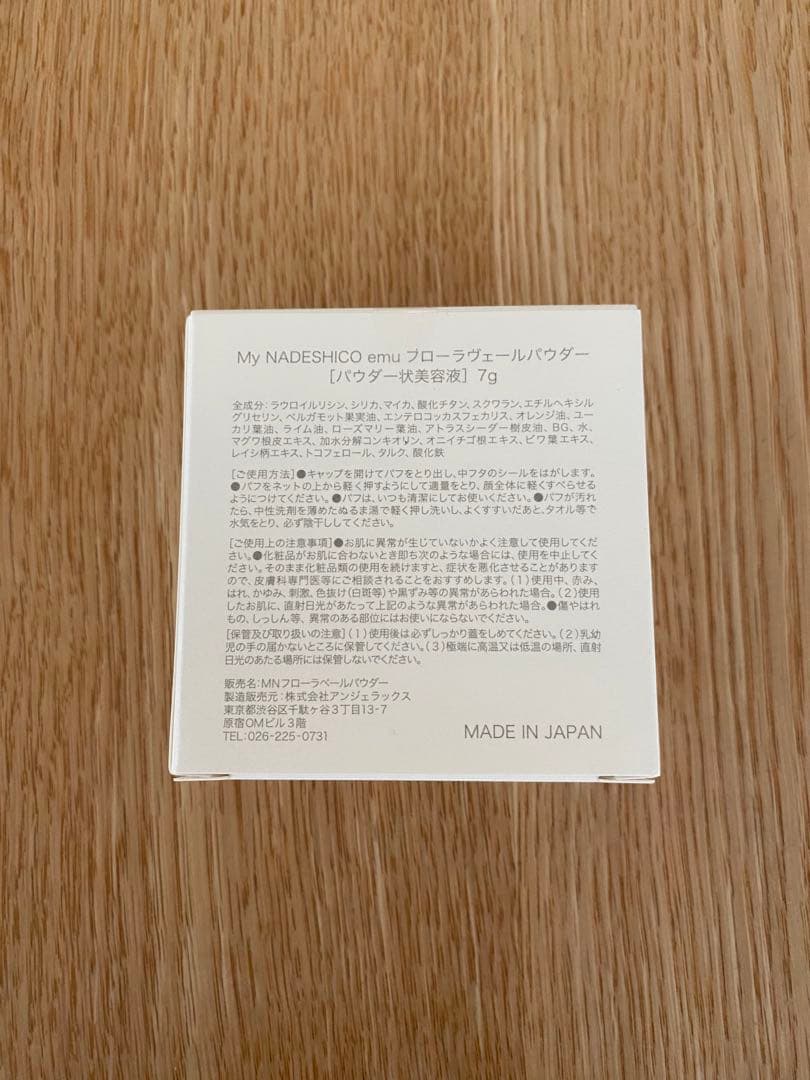 My NADESHICO emu フローラヴェールパウダー
［パウダー状美容液］7g
全成分：ラウロイルリシン、シリカ、マイカ、酸化チタン、スクワラン、エチルヘキシル
グリセリン、ベルガモット果実油、エンテロコッカスフェカリス、オレンジ油、ユー
カリ葉油、ライム油、ローズマリー葉油、アトラスシーダー樹皮油、BG、水、
マグワ根皮エキス、加水分解コンキオリン、オニイチゴ根エキス、ビワ葉エキス、
レイシ柄エキス、トコフェロール、タルク、酸化鉄
［ご使用方法］●キャップを開けてパフをとり出し、中フタのシールをはがします。
●パフをネットの上から軽く押すようにして適量をとり、顔全体に軽くすべらせる
ようにつけてください。●パフは、いつも清潔にしてお使いください。●パフが汚れ
たら、中性洗剤を薄めたぬるま湯で軽く押し洗いし、よくすすいだあと、タオル等で
水気をとり、必ず陰干ししてください。
［ご使用上の注意事項］●お肌に異常が生じていないかよく注意して使用してくだ
さい。●化粧品がお肌に合わないとき即ち次のような場合には、使用を中止してく
ださい。そのまま化粧品類の使用を続けますと、症状を悪化させることがあります
ので、皮膚科専門医等にご相談されることをおすすめします。（1）使用中、赤み、
はれ、かゆみ、刺激、色抜け（白斑等）や黒ずみ等の異常があらわれた場合。（2）使用
したお肌に、直射日光があたって上記のような異常があらわれた場合。●傷やはれ
もの、しっしん等、異常のある部位にはお使いにならないでください。
［保管及び取り扱いの注意］（1）使用後は必ずしっかり蓋をしめてください。（2）乳幼
児の手の届かないところに保管してください。（3）極端に高温又は低温の場所、直射
日光のあたる場所には保管しないでください。
販売名：MNフローラベールパウダー
製造販売元：株式会社アンジェラックス
東京都渋谷区千駄ヶ谷3丁目13-7
原宿OMビル3階
TEL：026-225-0731
MADE IN JAPAN